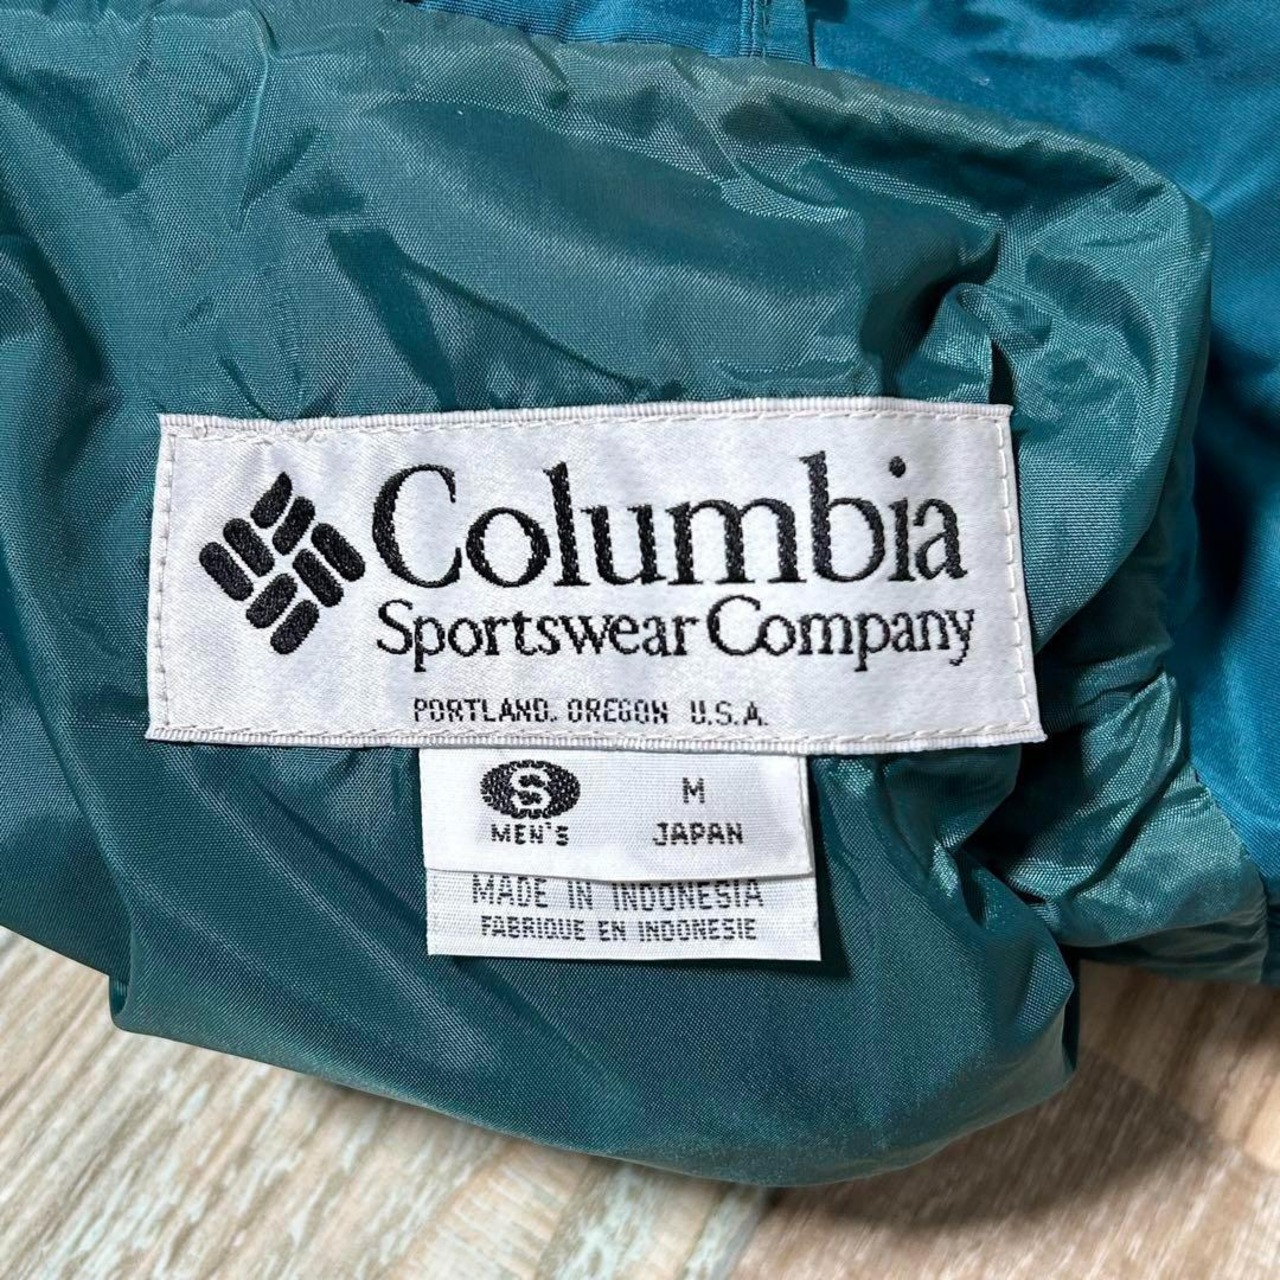 Columbia
Sportswear Company
PORTLAND. OREGON U.S.A.
S M
MEN'S JAPAN
MADE IN INDONESIA
FABRIQUE EN INDONESIE